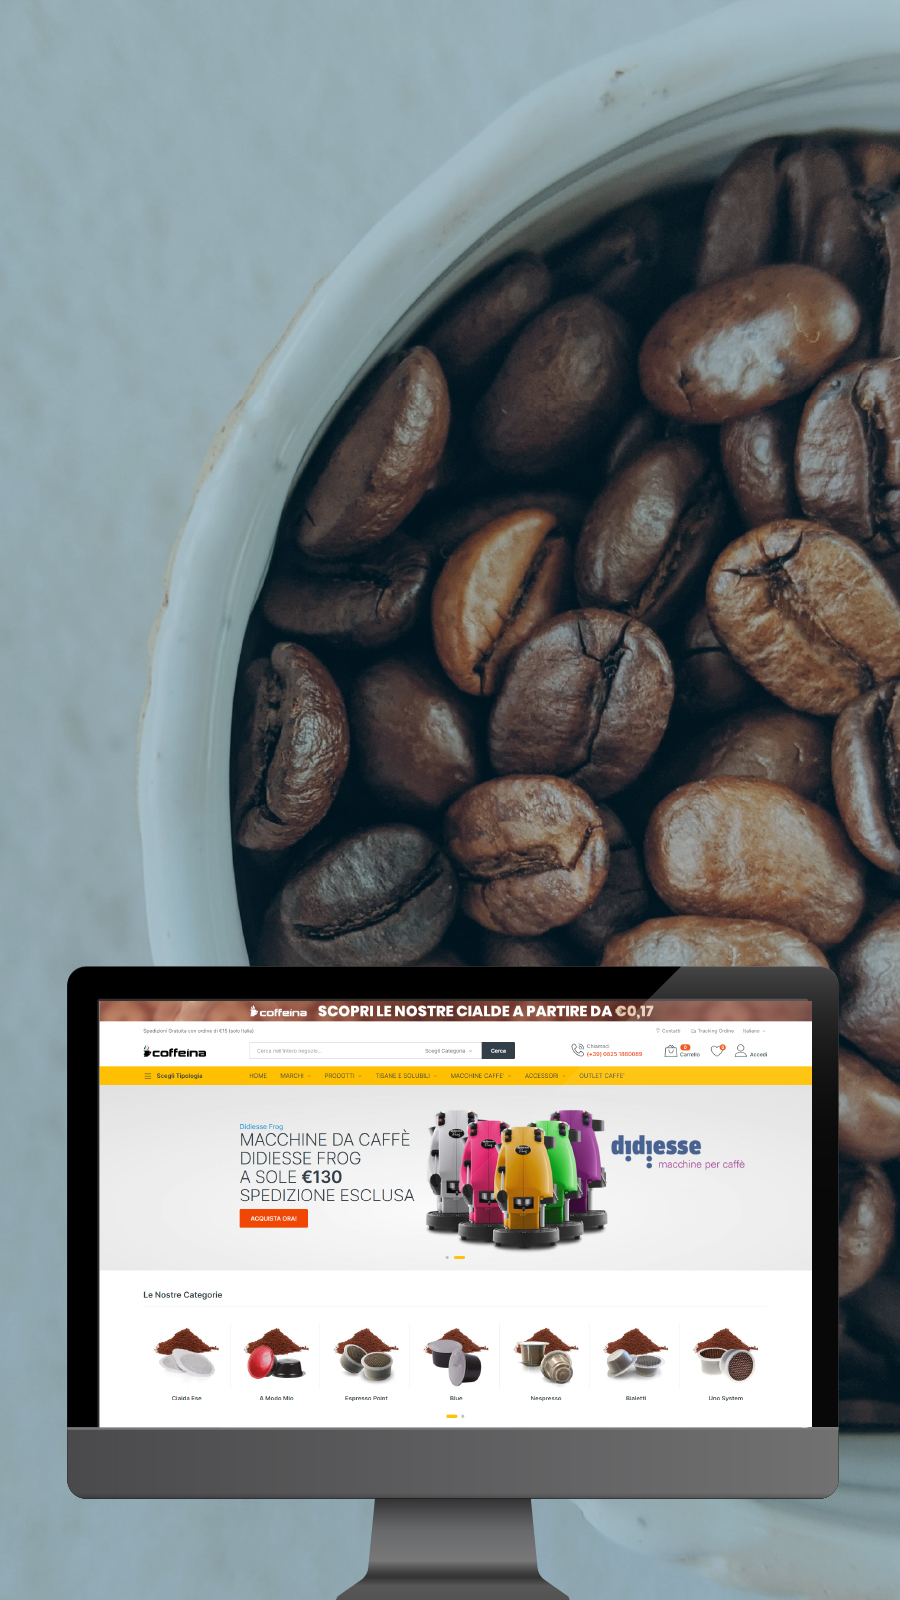 coffeina SCOPRI LE NOSTRE CIALDE A PARTIRE DA €0,17
Spedizioni Gratuita con ordine di €15 (solo Italia)
Contatti Tracking Ordine Italiano
coffeina
Cerca nell'intero negozio... Scegli Categoria Cerca
Chiamaci
(+39) 0825 1880089
0 Carrello 0 Accedi
Scegli Tipologia HOME MARCHI PRODOTTI TISANE E SOLUBILI MACCHINE CAFFE' ACCESSORI OUTLET CAFFE'
Didiesse Frog
MACCHINE DA CAFFÈ
DIDIESSE FROG
A SOLE €130
SPEDIZIONE ESCLUSA
ACQUISTA ORA!
didiesse
macchine per caffè
Le Nostre Categorie
Cialda Ese A Modo Mio Espresso Point Blue Nespresso Bialetti Uno System